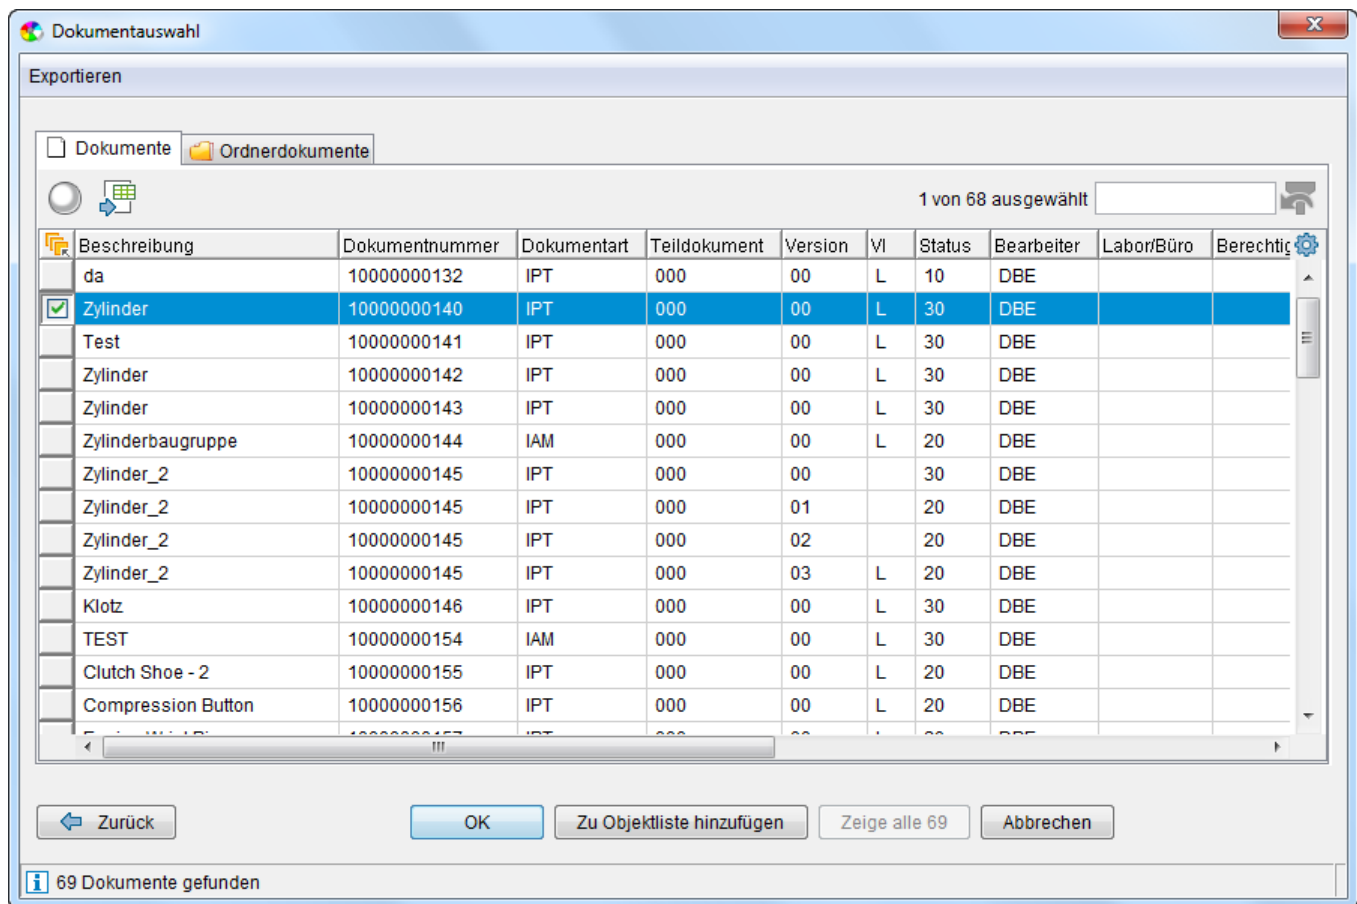 Dokumentauswahl
Exportieren
Dokumente Ordnerdokumente
1 von 68 ausgewählt
Beschreibung Dokumentnummer Dokumentart Teildokument Version VI Status Bearbeiter Labor/Büro Berechtig
da 10000000132 IPT 000 00 L 10 DBE
Zylinder 10000000140 IPT 000 00 L 30 DBE
Test 10000000141 IPT 000 00 L 30 DBE
Zylinder 10000000142 IPT 000 00 L 30 DBE
Zylinder 10000000143 IPT 000 00 L 30 DBE
Zylinderbaugruppe 10000000144 IAM 000 00 L 20 DBE
Zylinder_2 10000000145 IPT 000 00 30 DBE
Zylinder_2 10000000145 IPT 000 01 20 DBE
Zylinder_2 10000000145 IPT 000 02 20 DBE
Zylinder_2 10000000145 IPT 000 03 L 20 DBE
Klotz 10000000146 IPT 000 00 L 30 DBE
TEST 10000000154 IAM 000 00 L 30 DBE
Clutch Shoe - 2 10000000155 IPT 000 00 L 20 DBE
Compression Button 10000000156 IPT 000 00 L 20 DBE
Zurück OK Zu Objektliste hinzufügen Zeige alle 69 Abbrechen
69 Dokumente gefunden